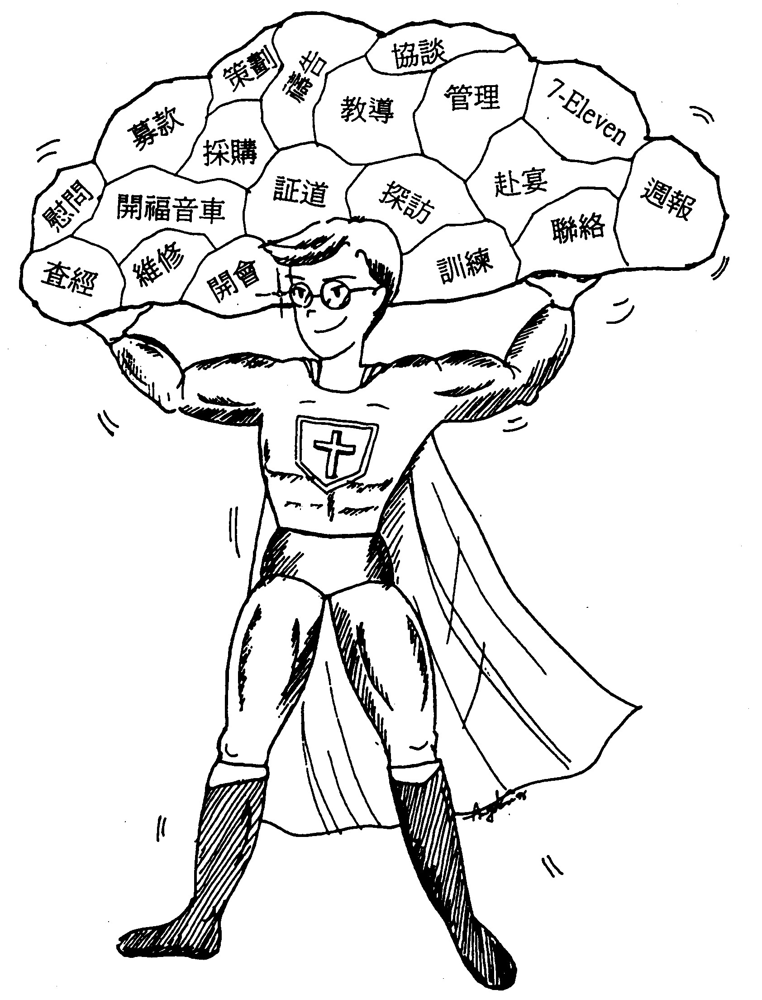 協談
策劃
禱告
管理
7-Eleven
教導
募款
採購
赴宴
証道
探訪
週報
慰問
開福音車
聯絡
查經
維修
開會
訓練